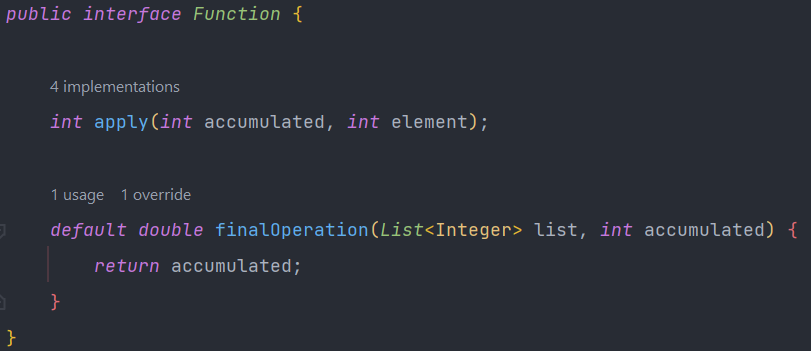 public interface Function {
4 implementations
int apply(int accumulated, int element);
1 usage 1 override
default double finalOperation(List<Integer> list, int accumulated) {
return accumulated;
}
}